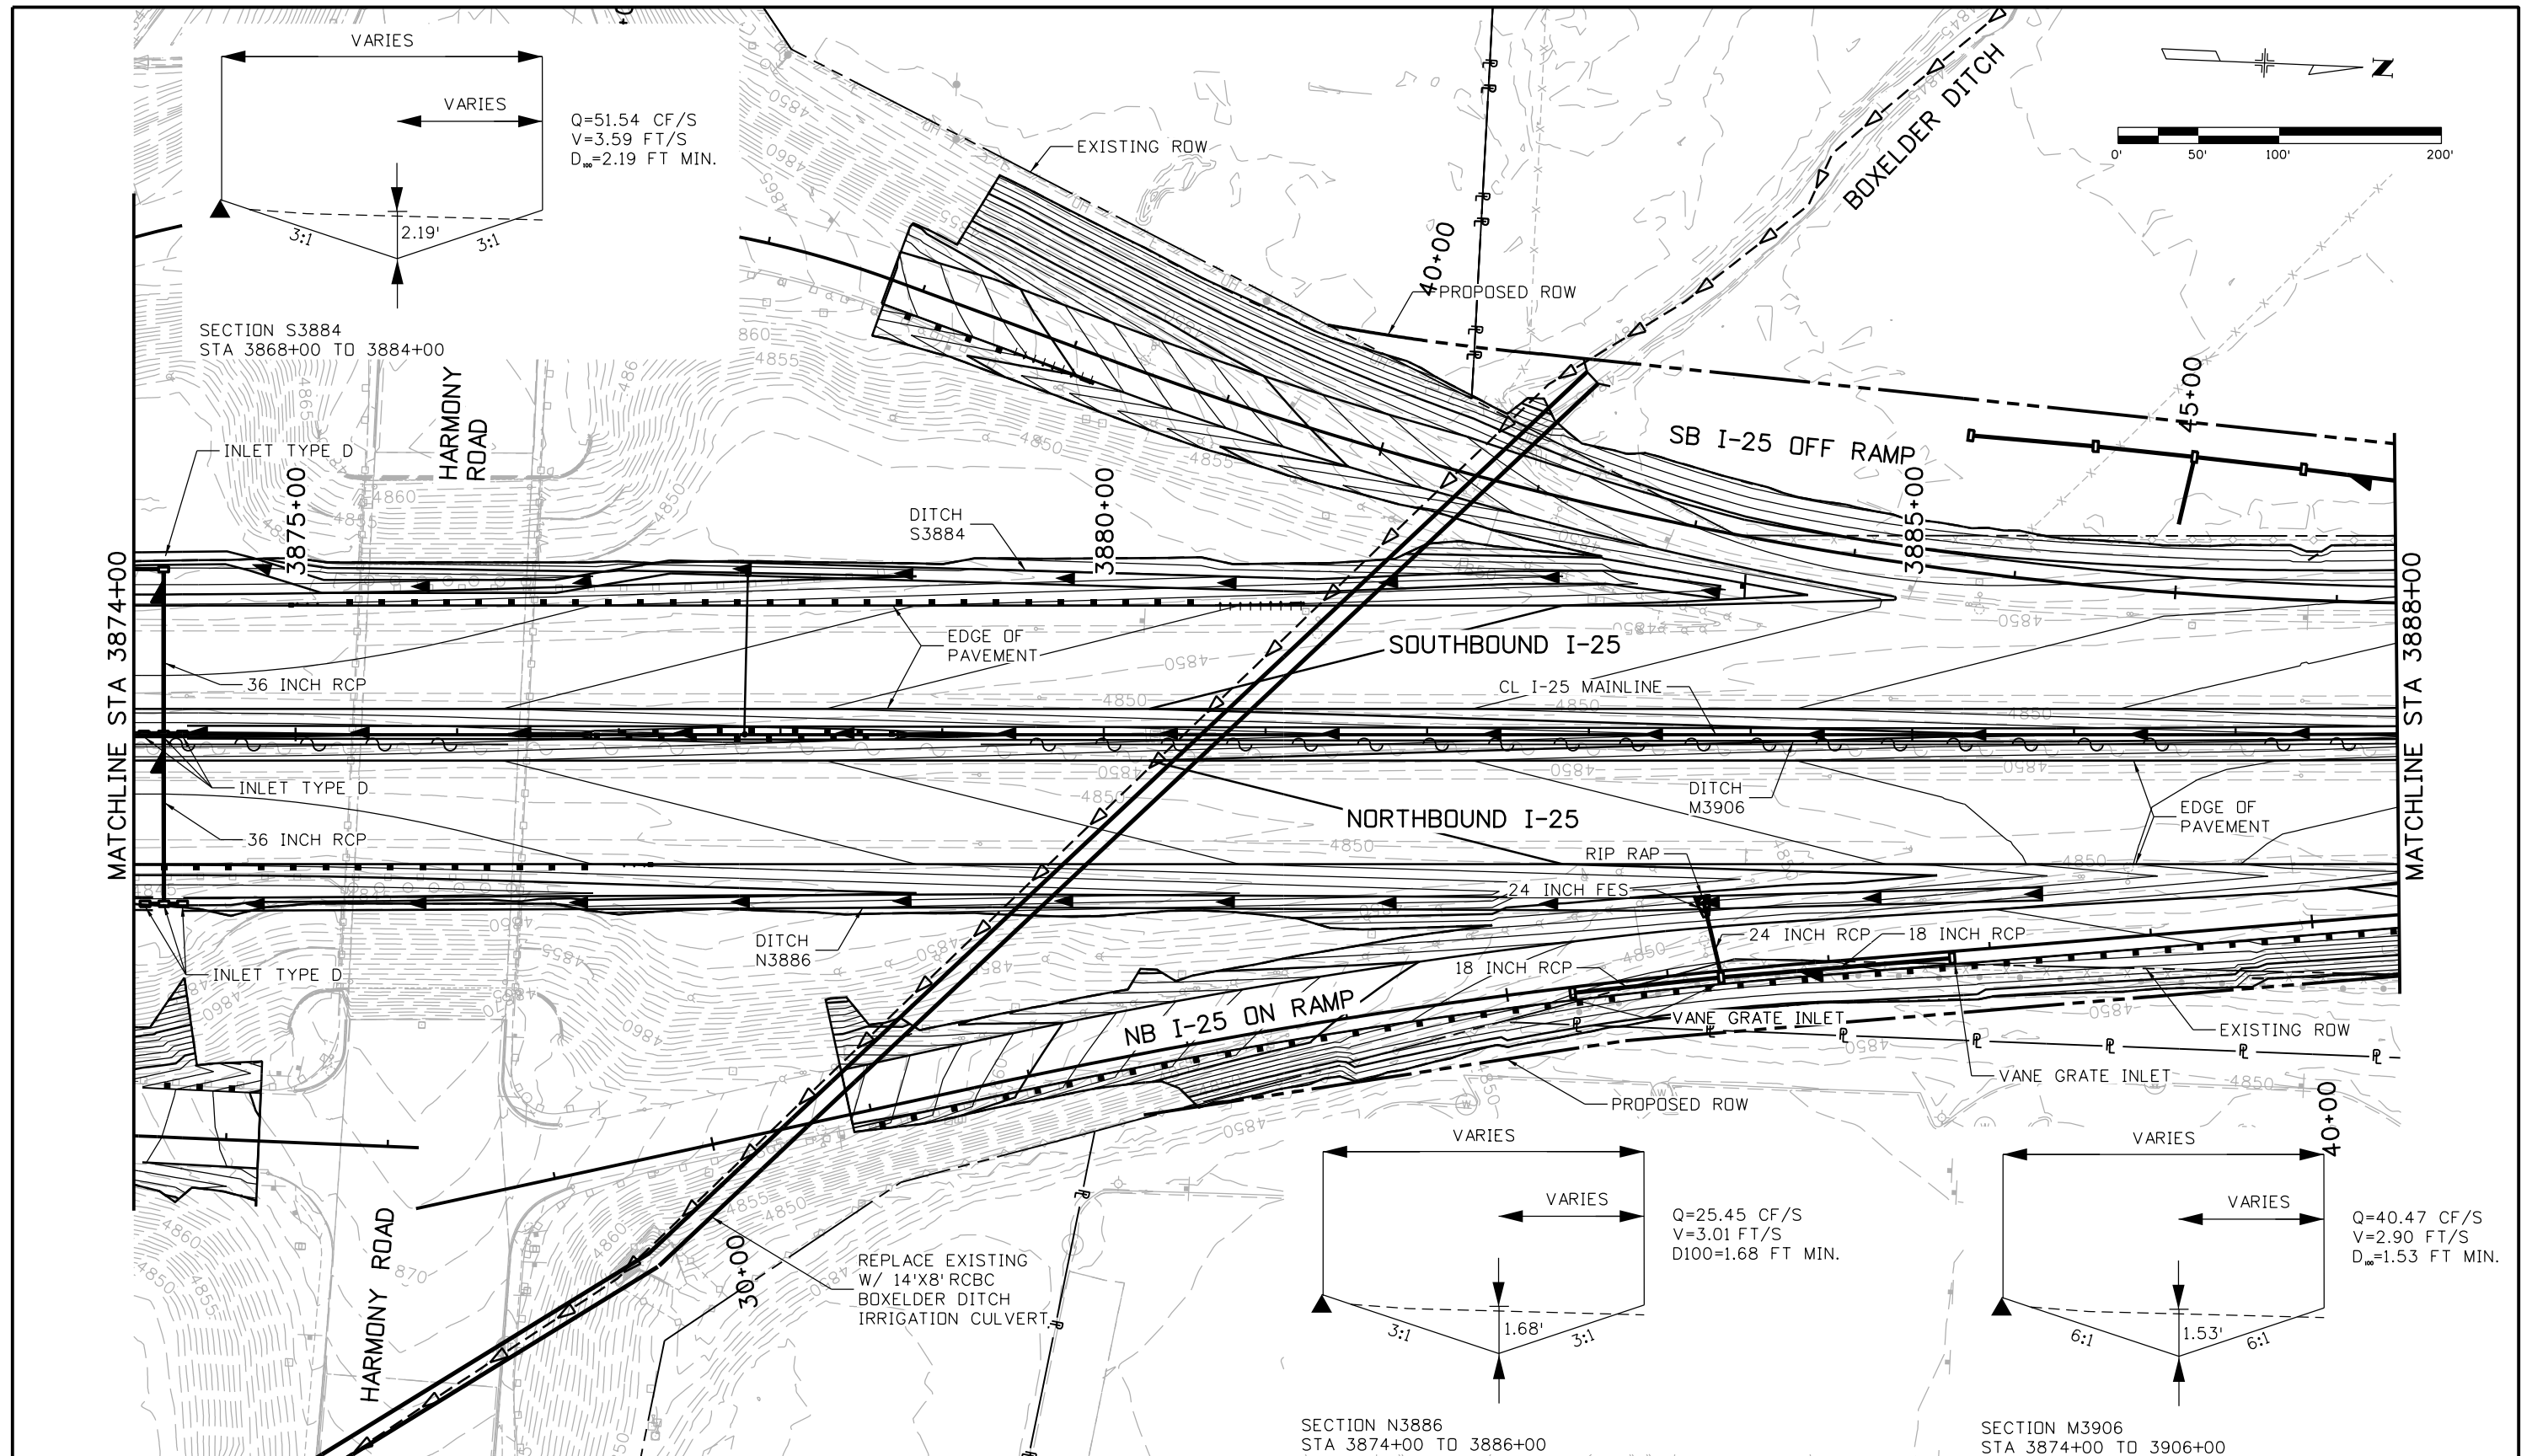 VARIES
VARIES
Q=51.54 CF/S
V=3.59 FT/S
D₁₀₀=2.19 FT MIN.
2.19'
3:1
3:1
SECTION S3884
STA 3868+00 TO 3884+00
EXISTING ROW
BOXELDER DITCH
N
0'
50'
100'
200'
40+00
PROPOSED ROW
HARMONY
ROAD
INLET TYPE D
3875+00
DITCH
S3884
3880+00
SB I-25 OFF RAMP
3885+00
45+00
MATCHLINE STA 3874+00
MATCHLINE STA 3888+00
EDGE OF
PAVEMENT
SOUTHBOUND I-25
36 INCH RCP
CL I-25 MAINLINE
INLET TYPE D
DITCH
M3906
NORTHBOUND I-25
EDGE OF
PAVEMENT
36 INCH RCP
RIP RAP
24 INCH FES
DITCH
N3886
24 INCH RCP
18 INCH RCP
18 INCH RCP
INLET TYPE D
NB I-25 ON RAMP
VANE GRATE INLET
EXISTING ROW
VANE GRATE INLET
PROPOSED ROW
40+00
HARMONY ROAD
30+00
REPLACE EXISTING
W/ 14'X8' RCBC
BOXELDER DITCH
IRRIGATION CULVERT
VARIES
VARIES
Q=25.45 CF/S
V=3.01 FT/S
D100=1.68 FT MIN.
3:1
1.68'
3:1
SECTION N3886
STA 3874+00 TO 3886+00
VARIES
VARIES
Q=40.47 CF/S
V=2.90 FT/S
D₁₀₀=1.53 FT MIN.
6:1
1.53'
6:1
SECTION M3906
STA 3874+00 TO 3906+00